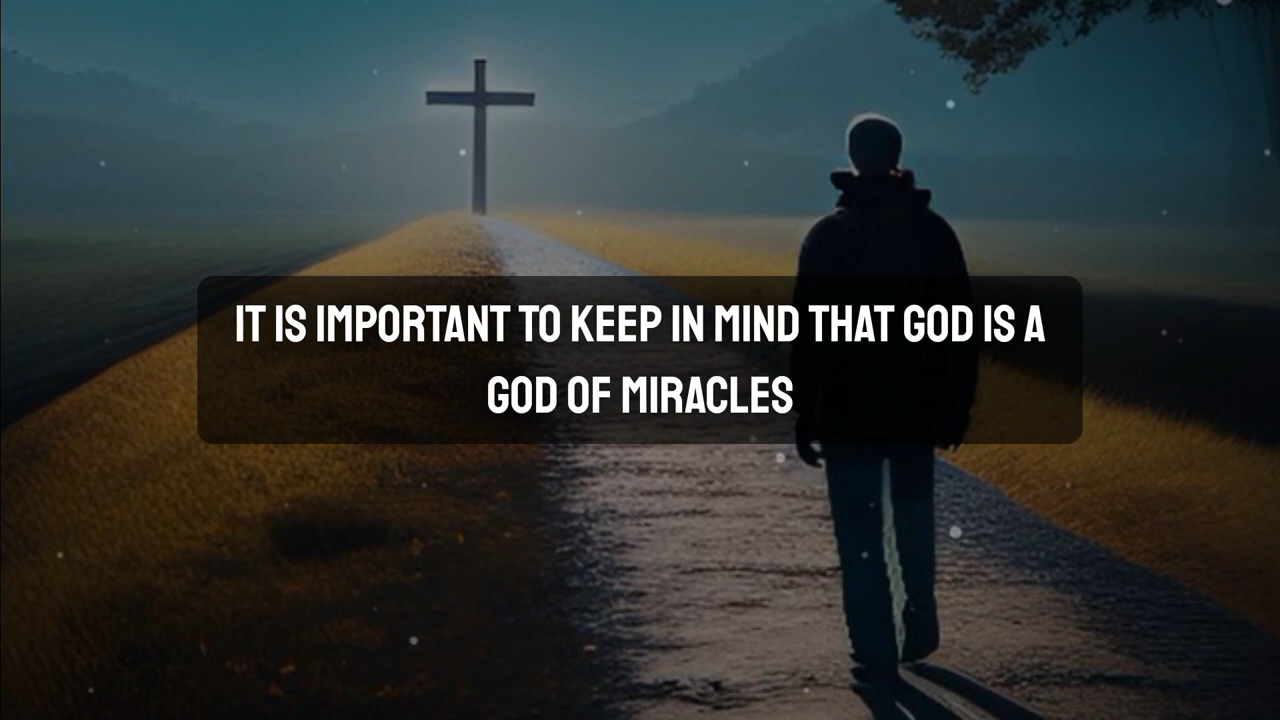 IT IS IMPORTANT TO KEEP IN MIND THAT GOD IS A
GOD OF MIRACLES